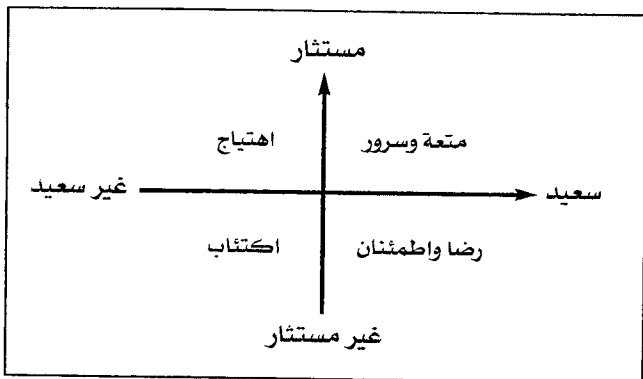 مستثار
متعة وسرور
اهتياج
سعيد
غير سعيد
رضا واطمئنان
اكتئاب
غير مستثار